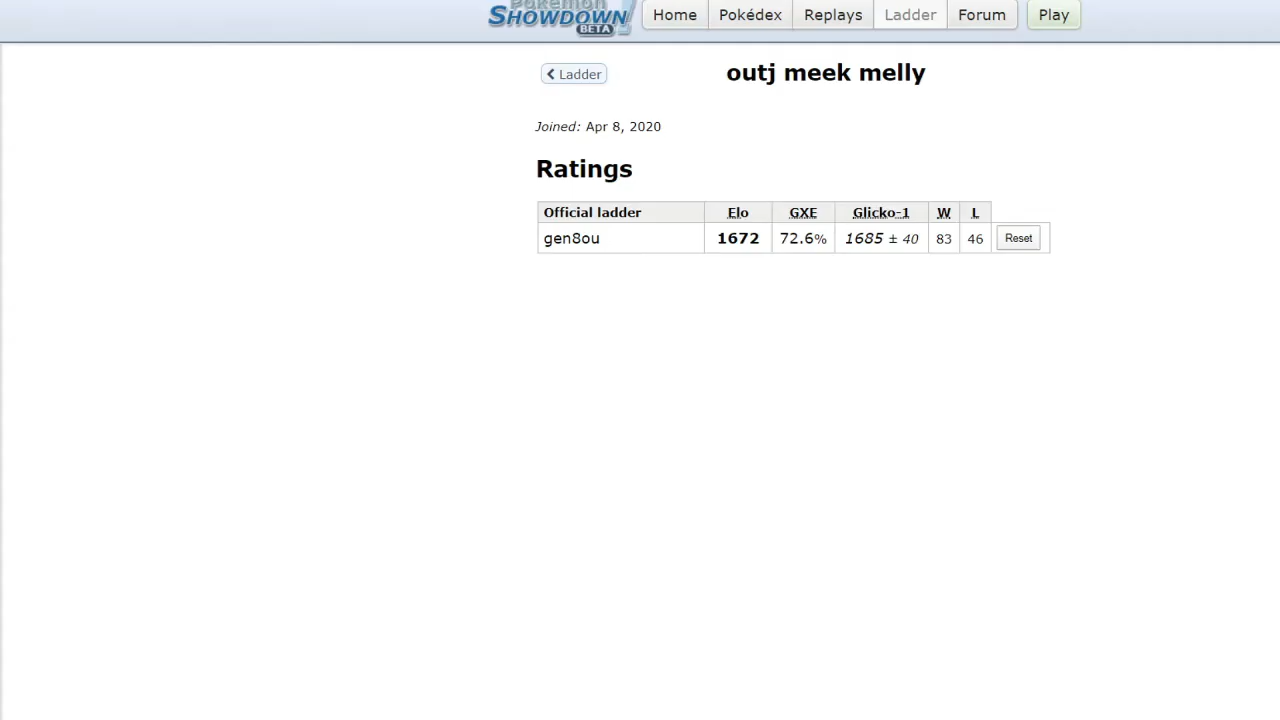 Pokémon
SHOWDOWN!
BETA
Home Pokédex Replays Ladder Forum Play
Ladder
outj meek melly
Joined: Apr 8, 2020
Ratings
Official ladder Elo GXE Glicko-1 W L
gen8ou 1672 72.6% 1685 ± 40 83 46 Reset